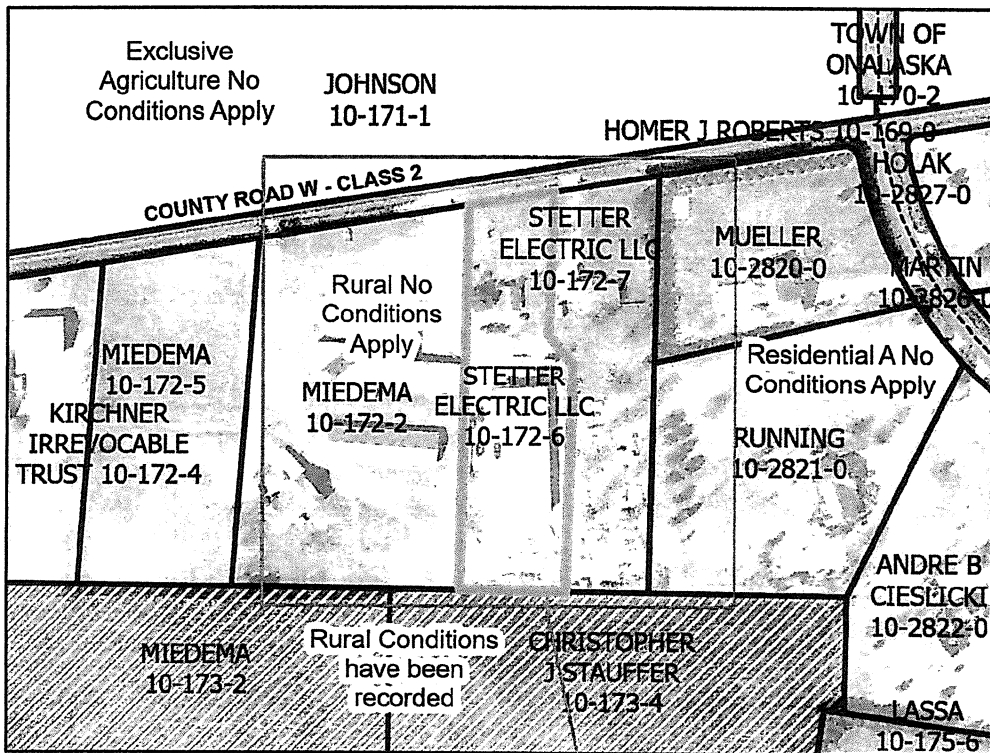 Exclusive
Agriculture No
Conditions Apply
JOHNSON
10-171-1
TOWN OF
ONALASKA
10-170-2
HOMER J ROBERTS 10-169-0
HOLAK
10-2827-0
COUNTY ROAD W - CLASS 2
STETTER
ELECTRIC LLC
10-172-7
MUELLER
10-2820-0
MARTIN
10-2826-0
Rural No
Conditions
Apply
MIEDEMA
10-172-5
KIRCHNER
IRREVOCABLE
TRUST 10-172-4
MIEDEMA
10-172-2
STETTER
ELECTRIC LLC
10-172-6
Residential A No
Conditions Apply
RUNNING
10-2821-0
ANDRE B
CIESLICKI
10-2822-0
MIEDEMA
10-173-2
Rural Conditions
have been
recorded
CHRISTOPHER
J STAUFFER
10-173-4
LASSA
10-175-6